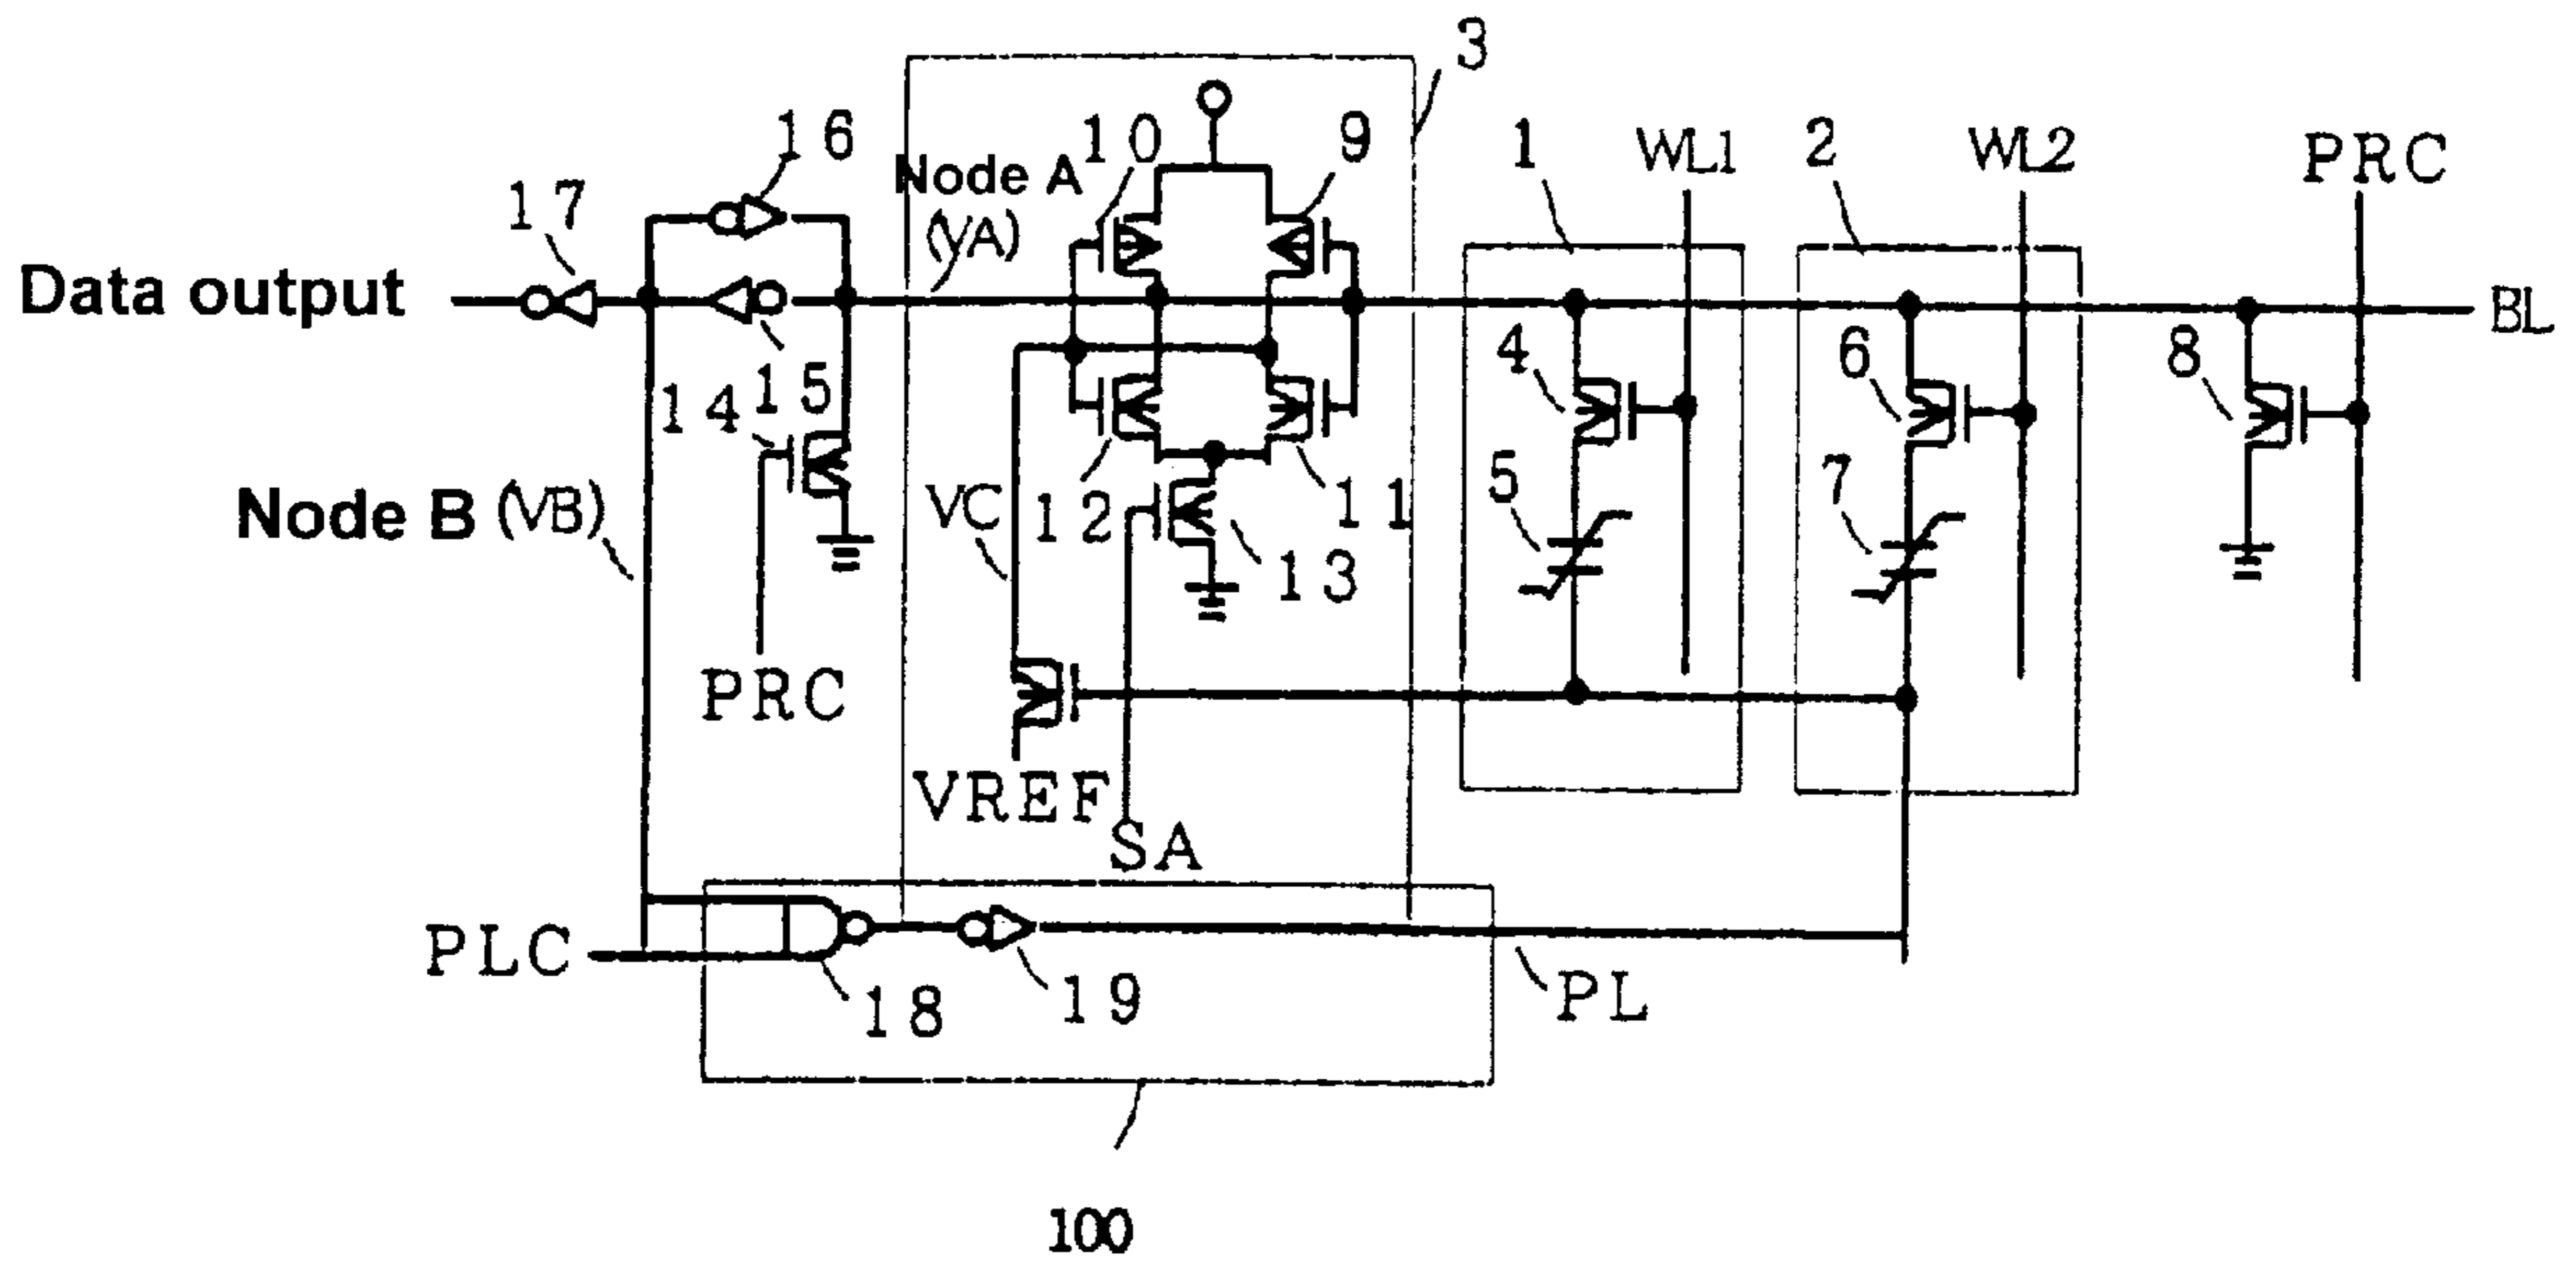 3
16
10
9
1
WL1
2
WL2
PRC
17
Node A
(VA)
Data output
BL
4
6
8
15
14
5
7
VC
12
11
Node B (VB)
13
PRC
VREF
SA
PLC
18
19
PL
100